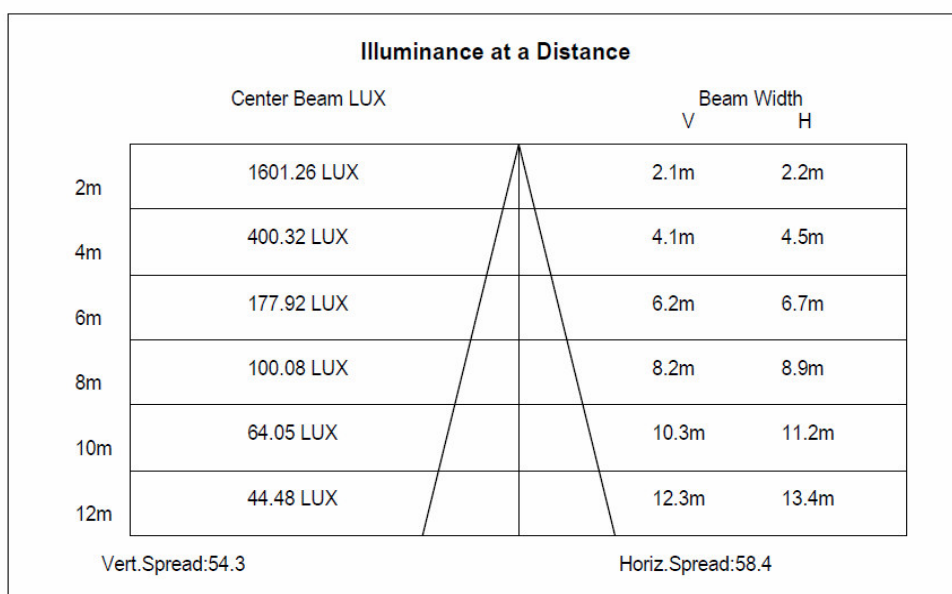 Illuminance at a Distance
Center Beam LUX Beam Width
V H
2m 1601.26 LUX 2.1m 2.2m
4m 400.32 LUX 4.1m 4.5m
6m 177.92 LUX 6.2m 6.7m
8m 100.08 LUX 8.2m 8.9m
10m 64.05 LUX 10.3m 11.2m
12m 44.48 LUX 12.3m 13.4m
Vert.Spread:54.3 Horiz.Spread:58.4